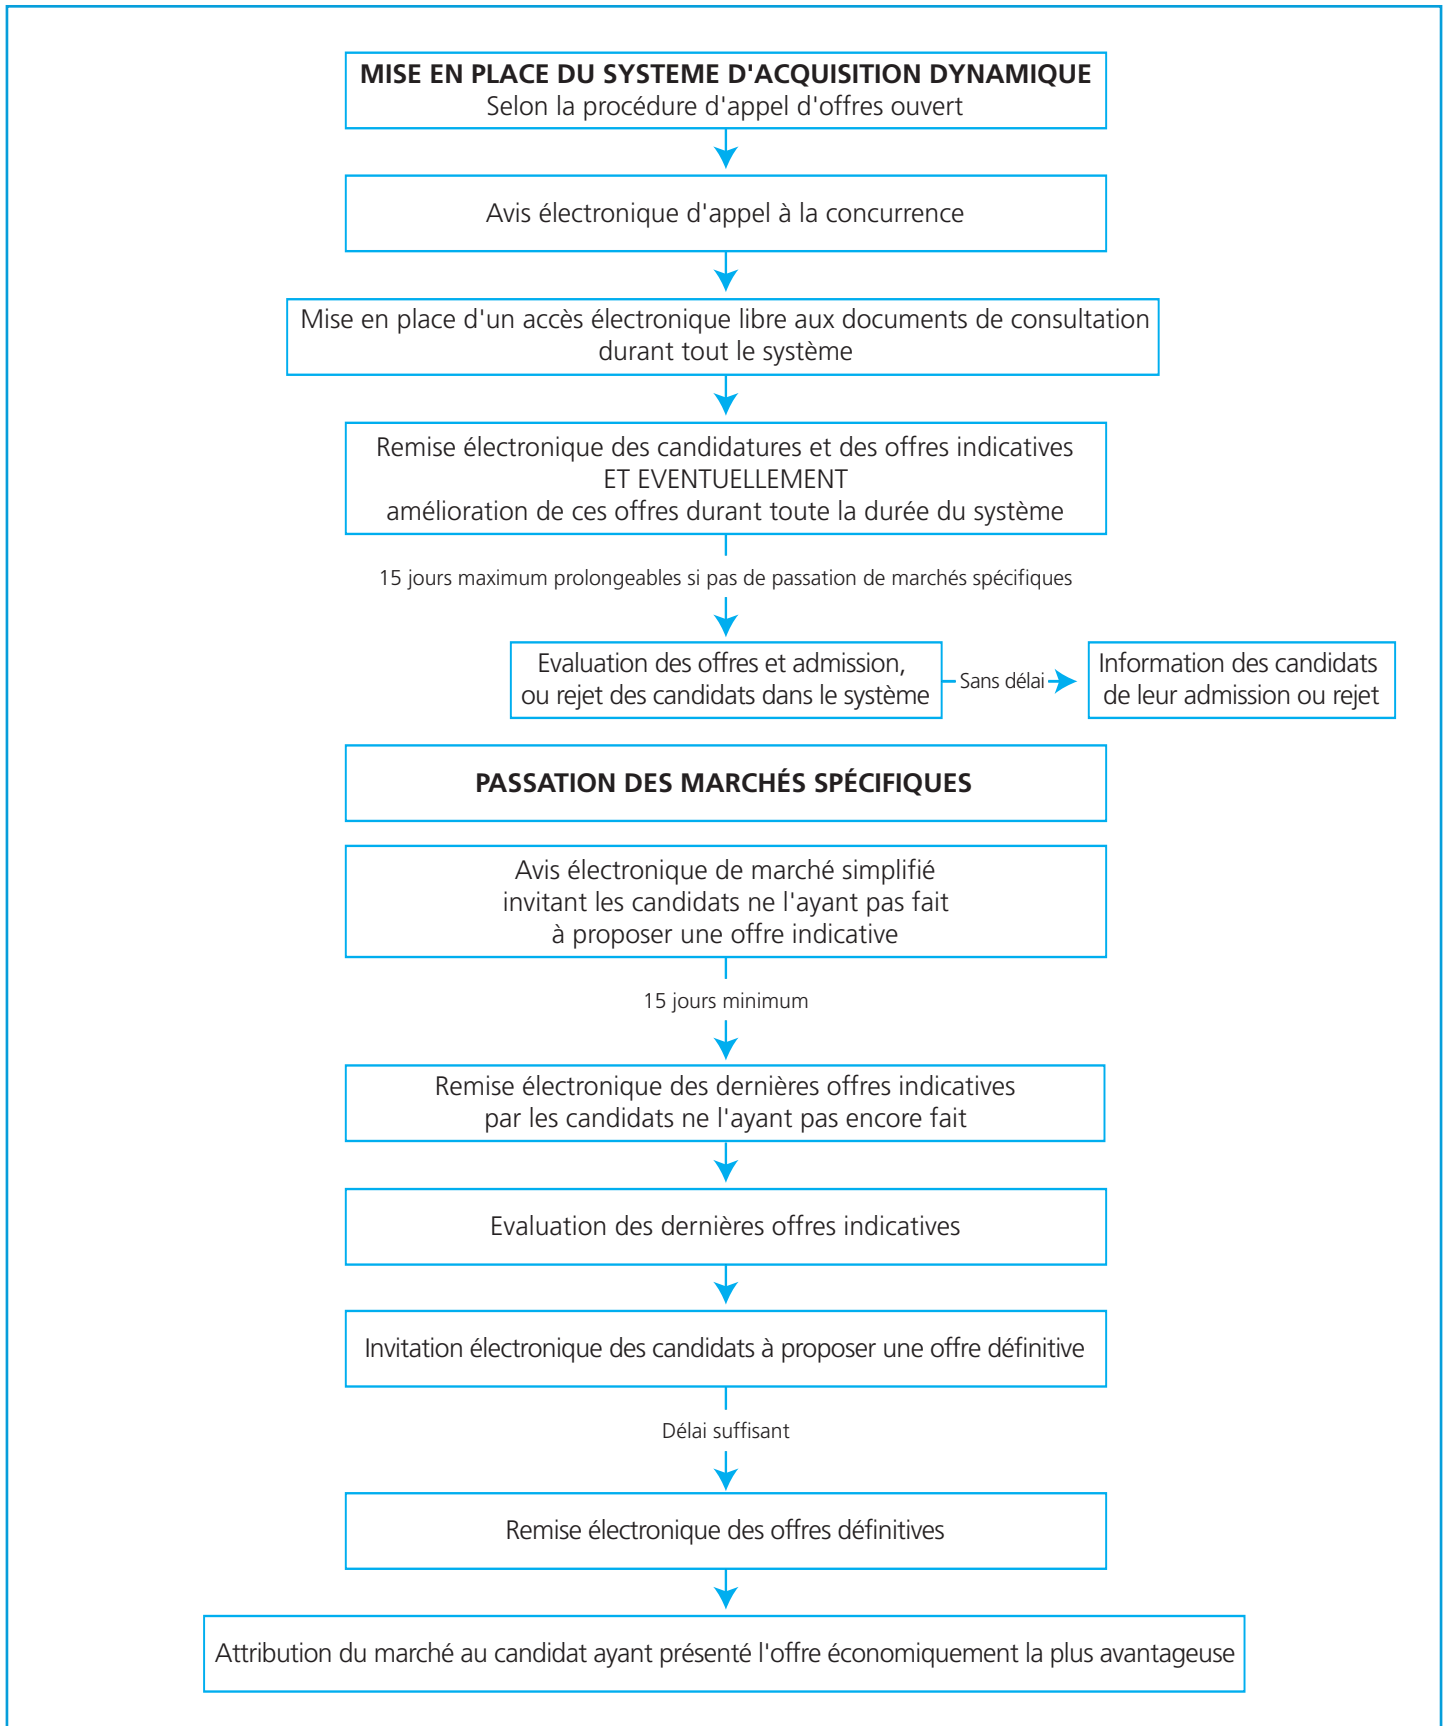 MISE EN PLACE DU SYSTEME D'ACQUISITION DYNAMIQUE
Selon la procédure d'appel d'offres ouvert
Avis électronique d'appel à la concurrence
Mise en place d'un accès électronique libre aux documents de consultation
durant tout le système
Remise électronique des candidatures et des offres indicatives
ET EVENTUELLEMENT
amélioration de ces offres durant toute la durée du système
15 jours maximum prolongeables si pas de passation de marchés spécifiques
Evaluation des offres et admission,
ou rejet des candidats dans le système
Sans délai
Information des candidats
de leur admission ou rejet
PASSATION DES MARCHÉS SPÉCIFIQUES
Avis électronique de marché simplifié
invitant les candidats ne l'ayant pas fait
à proposer une offre indicative
15 jours minimum
Remise électronique des dernières offres indicatives
par les candidats ne l'ayant pas encore fait
Evaluation des dernières offres indicatives
Invitation électronique des candidats à proposer une offre définitive
Délai suffisant
Remise électronique des offres définitives
Attribution du marché au candidat ayant présenté l'offre économiquement la plus avantageuse